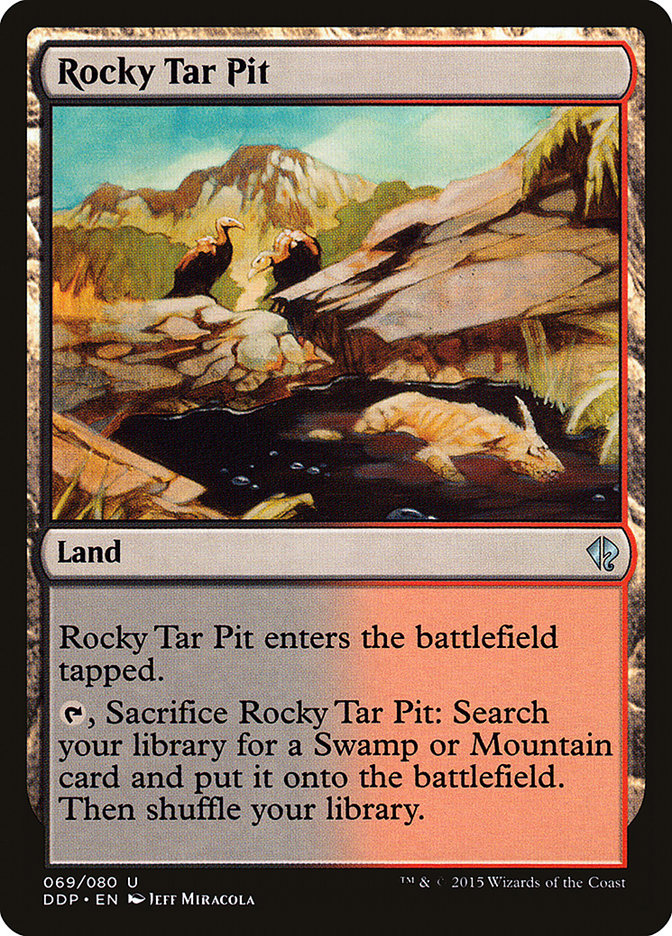 Rocky Tar Pit
Land
Rocky Tar Pit enters the battlefield
tapped.
, Sacrifice Rocky Tar Pit: Search
your library for a Swamp or Mountain
card and put it onto the battlefield.
Then shuffle your library.
069/080 U
DDP • EN Jeff Miracola
™ & © 2015 Wizards of the Coast